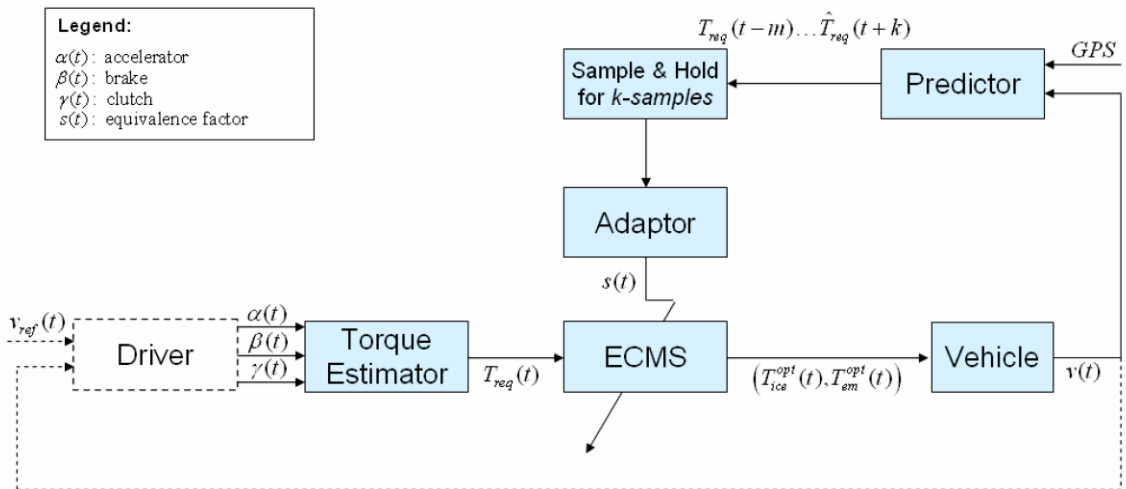 Legend:
α(t): accelerator
β(t): brake
γ(t): clutch
s(t): equivalence factor
T_req(t−m)…T̂_req(t+k)
GPS
Sample & Hold
for k-samples
Predictor
Adaptor
s(t)
v_ref(t)
Driver
α(t)
β(t)
γ(t)
Torque
Estimator
T_req(t)
ECMS
(T_ice^opt(t),T_em^opt(t))
Vehicle
v(t)